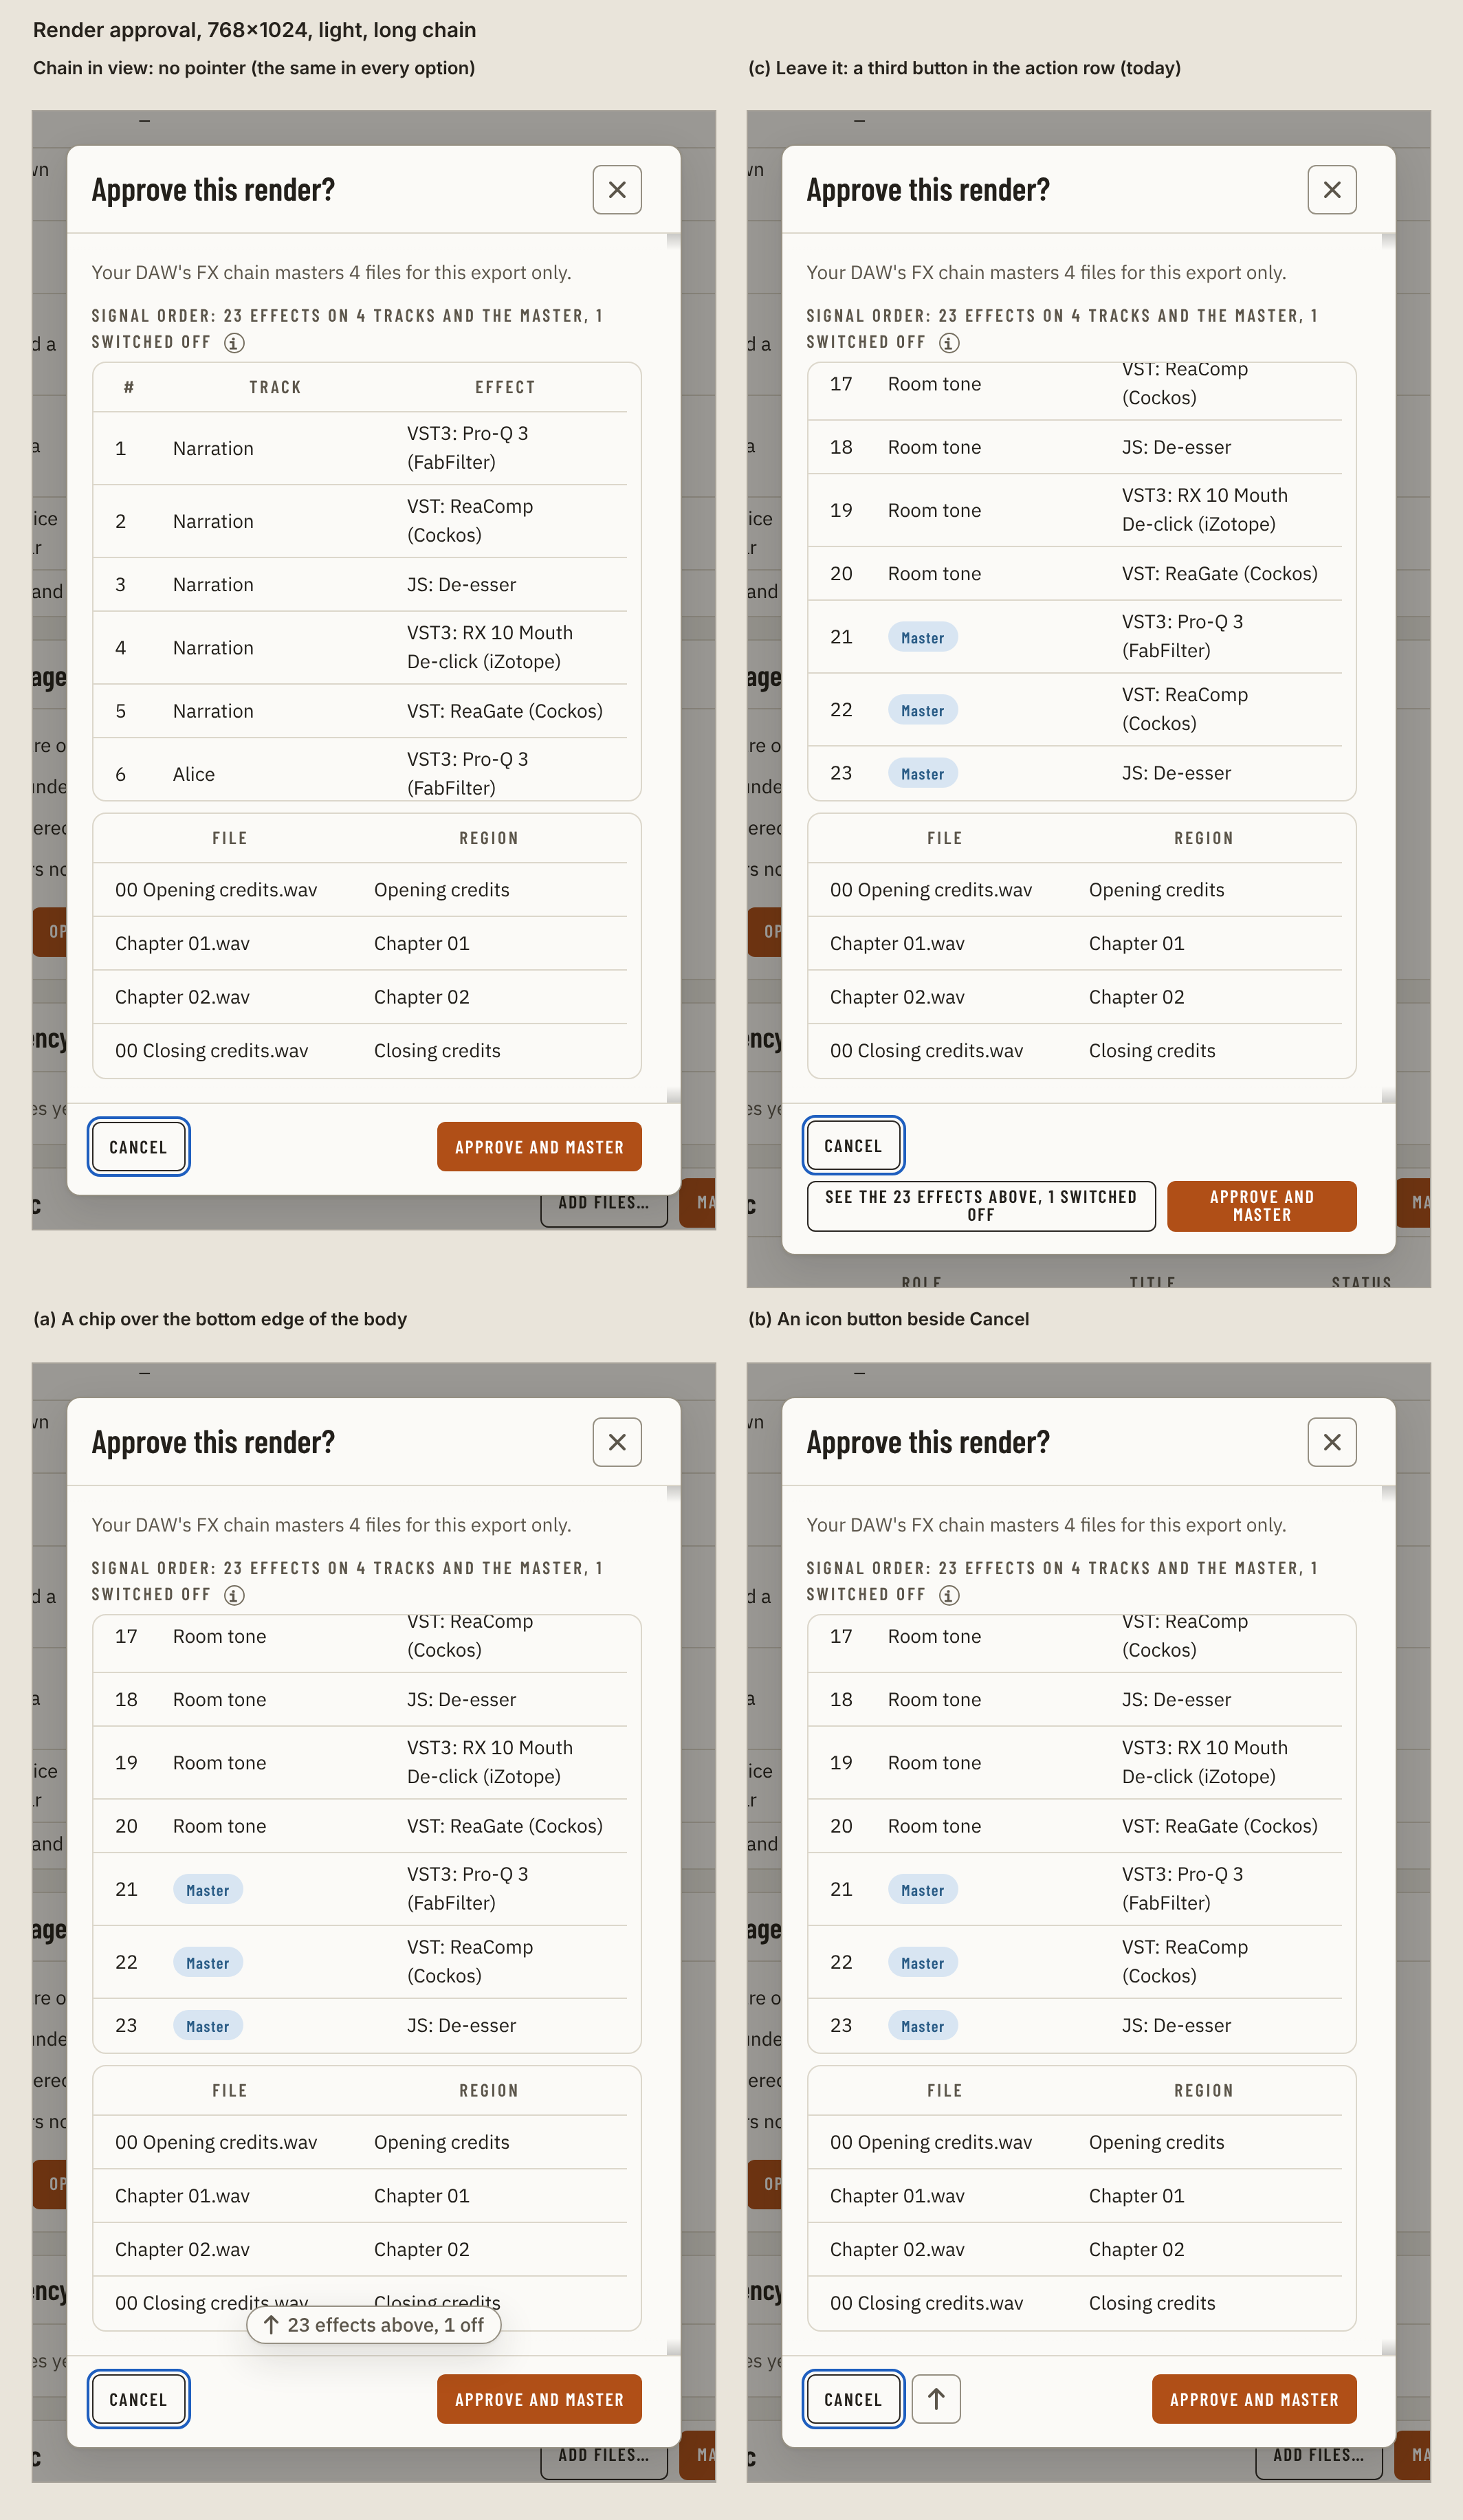 Render approval, 768×1024, light, long chain
Chain in view: no pointer (the same in every option)
Approve this render?
Your DAW's FX chain masters 4 files for this export only.
SIGNAL ORDER: 23 EFFECTS ON 4 TRACKS AND THE MASTER, 1
SWITCHED OFF
# TRACK EFFECT
1 Narration VST3: Pro-Q 3
(FabFilter)
2 Narration VST: ReaComp
(Cockos)
3 Narration JS: De-esser
4 Narration VST3: RX 10 Mouth
De-click (iZotope)
5 Narration VST: ReaGate (Cockos)
6 Alice VST3: Pro-Q 3
(FabFilter)
FILE REGION
00 Opening credits.wav Opening credits
Chapter 01.wav Chapter 01
Chapter 02.wav Chapter 02
00 Closing credits.wav Closing credits
CANCEL APPROVE AND MASTER
ADD FILES...
(c) Leave it: a third button in the action row (today)
Approve this render?
Your DAW's FX chain masters 4 files for this export only.
SIGNAL ORDER: 23 EFFECTS ON 4 TRACKS AND THE MASTER, 1
SWITCHED OFF
17 Room tone VST: ReaComp
(Cockos)
18 Room tone JS: De-esser
19 Room tone VST3: RX 10 Mouth
De-click (iZotope)
20 Room tone VST: ReaGate (Cockos)
21 Master VST3: Pro-Q 3
(FabFilter)
22 Master VST: ReaComp
(Cockos)
23 Master JS: De-esser
FILE REGION
00 Opening credits.wav Opening credits
Chapter 01.wav Chapter 01
Chapter 02.wav Chapter 02
00 Closing credits.wav Closing credits
CANCEL
SEE THE 23 EFFECTS ABOVE, 1 SWITCHED
OFF
APPROVE AND
MASTER
ROLE TITLE STATUS
(a) A chip over the bottom edge of the body
Approve this render?
Your DAW's FX chain masters 4 files for this export only.
SIGNAL ORDER: 23 EFFECTS ON 4 TRACKS AND THE MASTER, 1
SWITCHED OFF
17 Room tone VST: ReaComp
(Cockos)
18 Room tone JS: De-esser
19 Room tone VST3: RX 10 Mouth
De-click (iZotope)
20 Room tone VST: ReaGate (Cockos)
21 Master VST3: Pro-Q 3
(FabFilter)
22 Master VST: ReaComp
(Cockos)
23 Master JS: De-esser
FILE REGION
00 Opening credits.wav Opening credits
Chapter 01.wav Chapter 01
Chapter 02.wav Chapter 02
00 Closing credits.wav Closing credits
↑ 23 effects above, 1 off
CANCEL APPROVE AND MASTER
ADD FILES...
(b) An icon button beside Cancel
Approve this render?
Your DAW's FX chain masters 4 files for this export only.
SIGNAL ORDER: 23 EFFECTS ON 4 TRACKS AND THE MASTER, 1
SWITCHED OFF
17 Room tone VST: ReaComp
(Cockos)
18 Room tone JS: De-esser
19 Room tone VST3: RX 10 Mouth
De-click (iZotope)
20 Room tone VST: ReaGate (Cockos)
21 Master VST3: Pro-Q 3
(FabFilter)
22 Master VST: ReaComp
(Cockos)
23 Master JS: De-esser
FILE REGION
00 Opening credits.wav Opening credits
Chapter 01.wav Chapter 01
Chapter 02.wav Chapter 02
00 Closing credits.wav Closing credits
CANCEL ↑ APPROVE AND MASTER
ADD FILES...